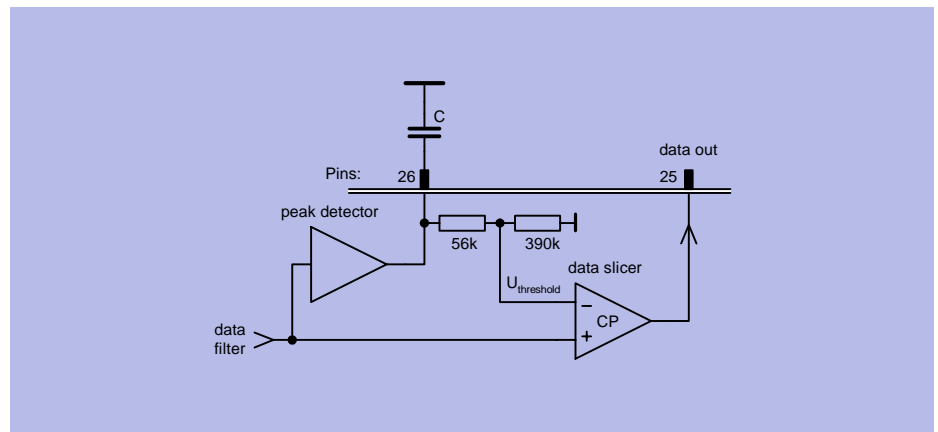 C
data out
Pins:
26
25
peak detector
56k
390k
data slicer
Uthreshold
−
CP
+
data
filter